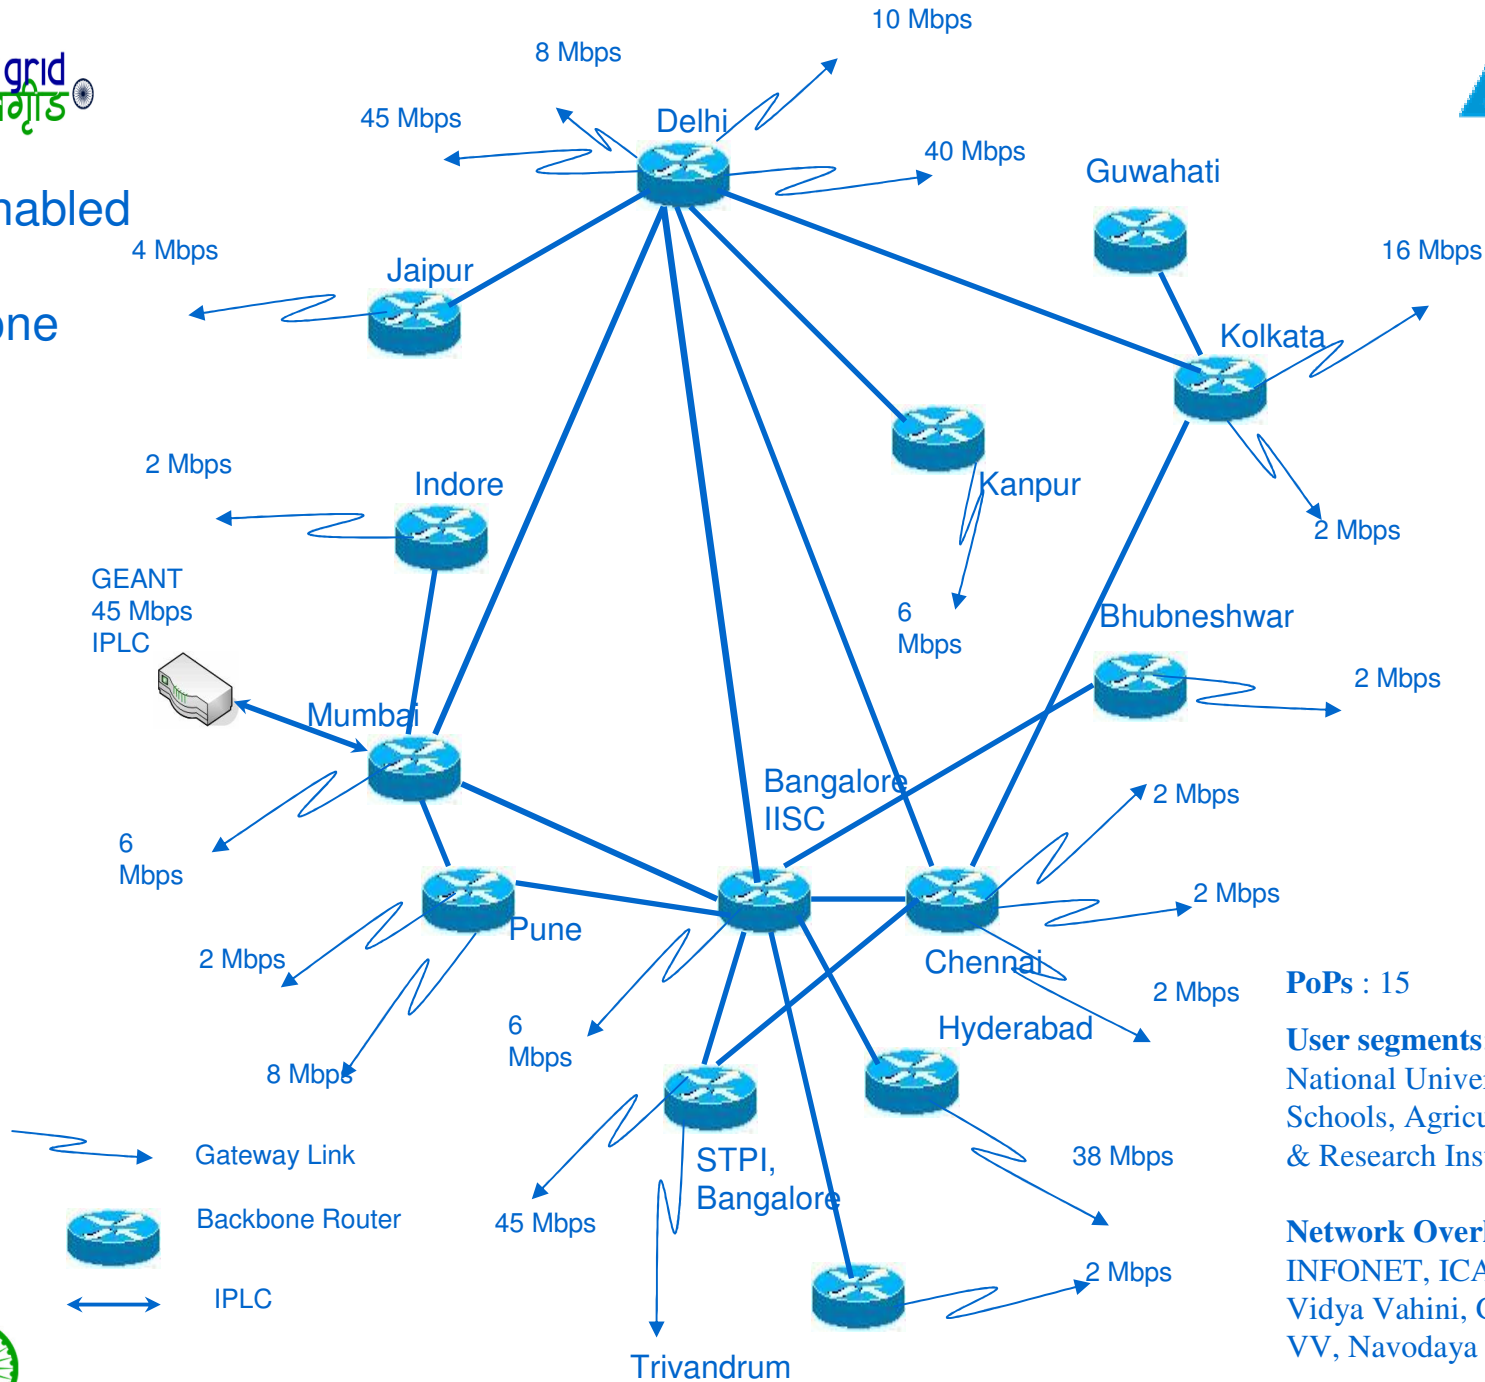 grid
10 Mbps
8 Mbps
45 Mbps
Delhi
40 Mbps
Guwahati
nabled
4 Mbps
16 Mbps
Jaipur
one
Kolkata
2 Mbps
Indore
Kanpur
2 Mbps
GEANT
45 Mbps
IPLC
6
Mbps
Bhubneshwar
2 Mbps
Mumbai
Bangalore
IISC
2 Mbps
6
Mbps
2 Mbps
Pune
2 Mbps
Chennai
2 Mbps
PoPs : 15
6
Mbps
Hyderabad
User segments
8 Mbps
National Univer
Schools, Agricu
& Research Ins
Gateway Link
STPI,
Bangalore
38 Mbps
Backbone Router
45 Mbps
Network Overl
INFONET, ICA
2 Mbps
IPLC
Vidya Vahini, C
VV, Navodaya
Trivandrum